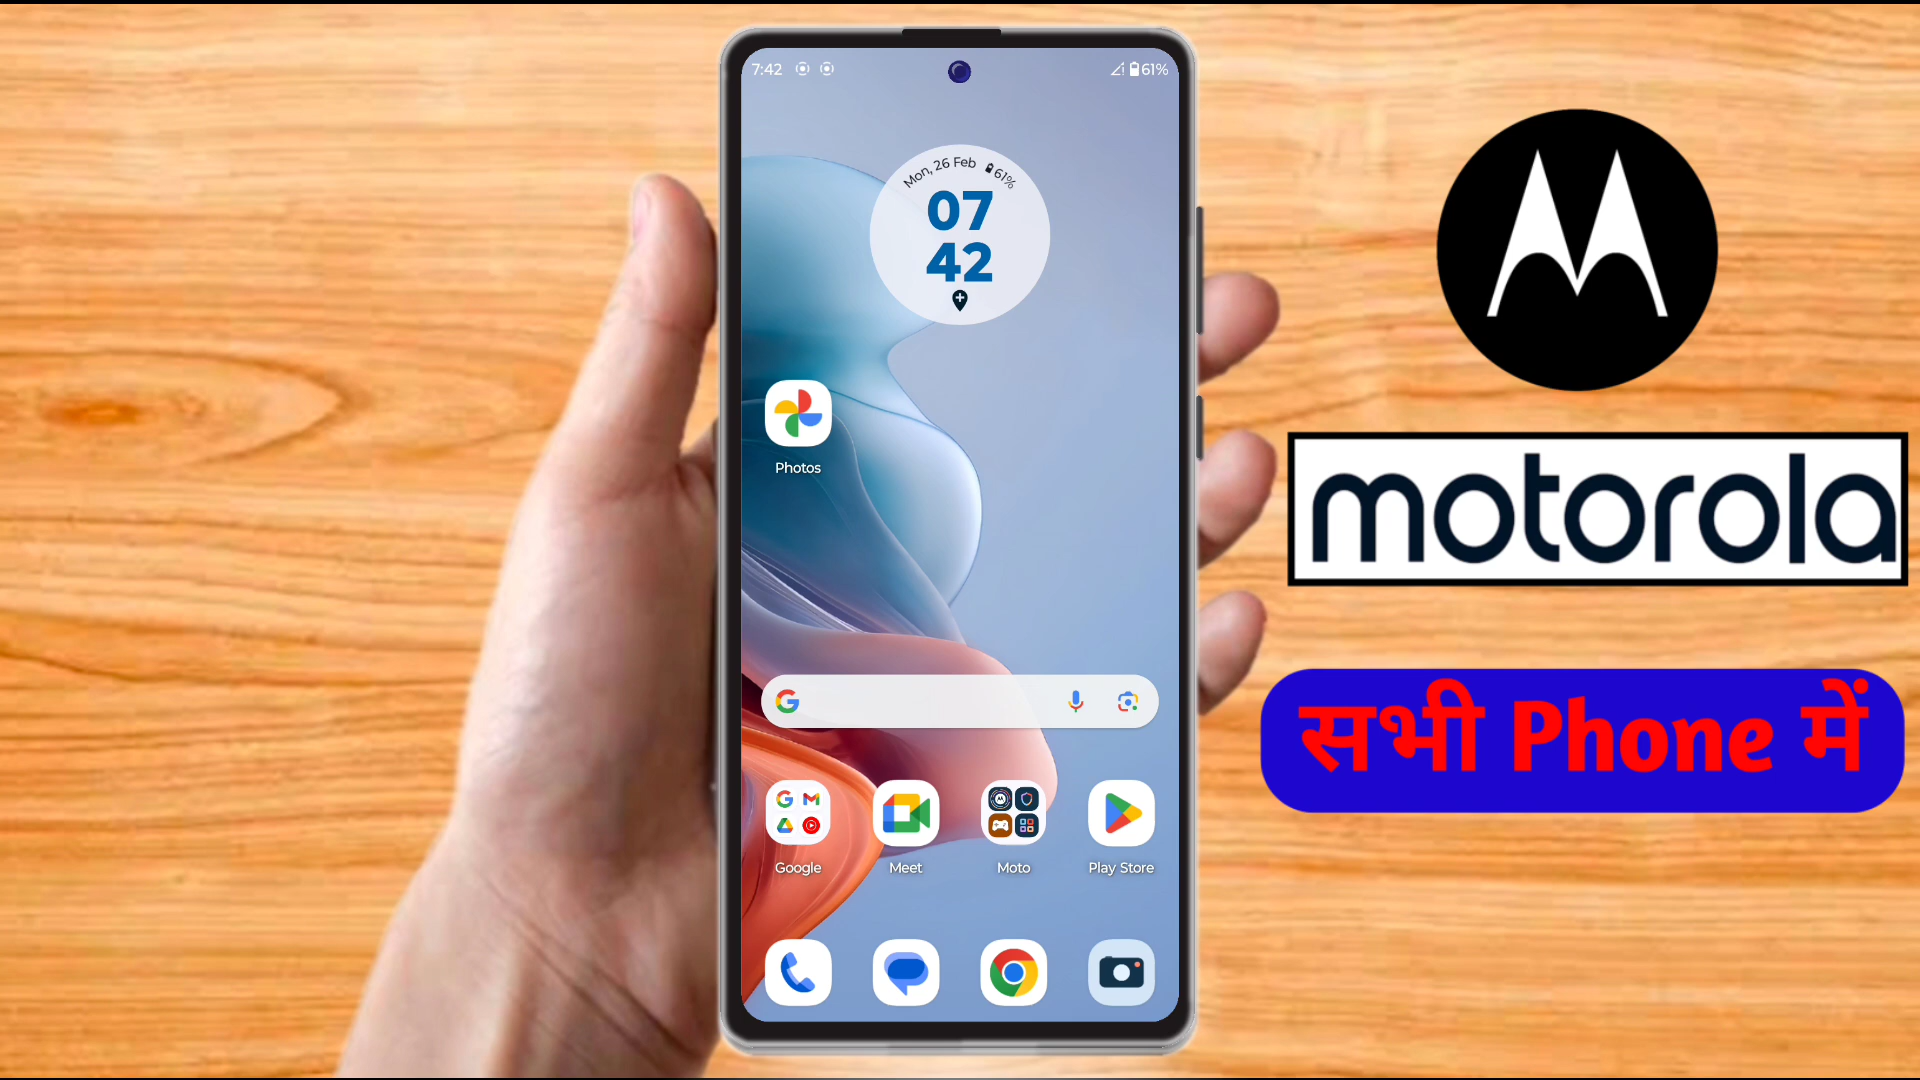 7:42
61%
Mon, 26 Feb 61%
07
42
Photos
Google
Meet
Moto
Play Store
motorola
सभी Phone में